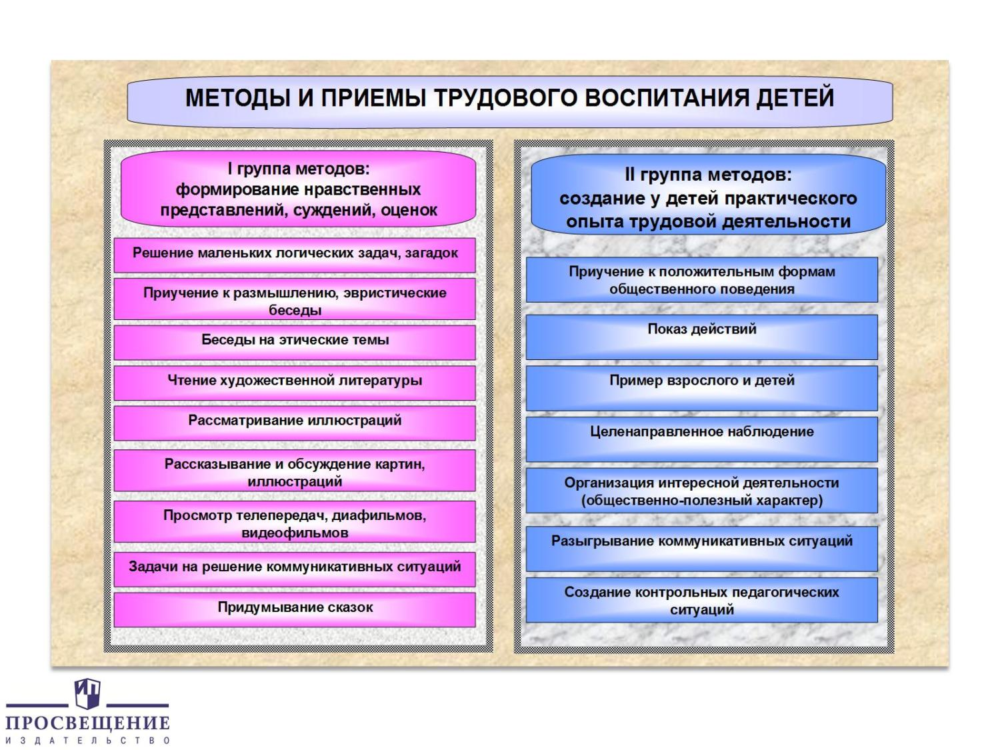 МЕТОДЫ И ПРИЕМЫ ТРУДОВОГО ВОСПИТАНИЯ ДЕТЕЙ
I группа методов:
формирование нравственных
представлений, суждений, оценок
Решение маленьких логических задач, загадок
Приучение к размышлению, эвристические
беседы
Беседы на этические темы
Чтение художественной литературы
Рассматривание иллюстраций
Рассказывание и обсуждение картин,
иллюстраций
Просмотр телепередач, диафильмов,
видеофильмов
Задачи на решение коммуникативных ситуаций
Придумывание сказок
II группа методов:
создание у детей практического
опыта трудовой деятельности
Приучение к положительным формам
общественного поведения
Показ действий
Пример взрослого и детей
Целенаправленное наблюдение
Организация интересной деятельности
(общественно-полезный характер)
Разыгрывание коммуникативных ситуаций
Создание контрольных педагогических
ситуаций
ИП
ПРОСВЕЩЕНИЕ
ИЗДАТЕЛЬСТВО